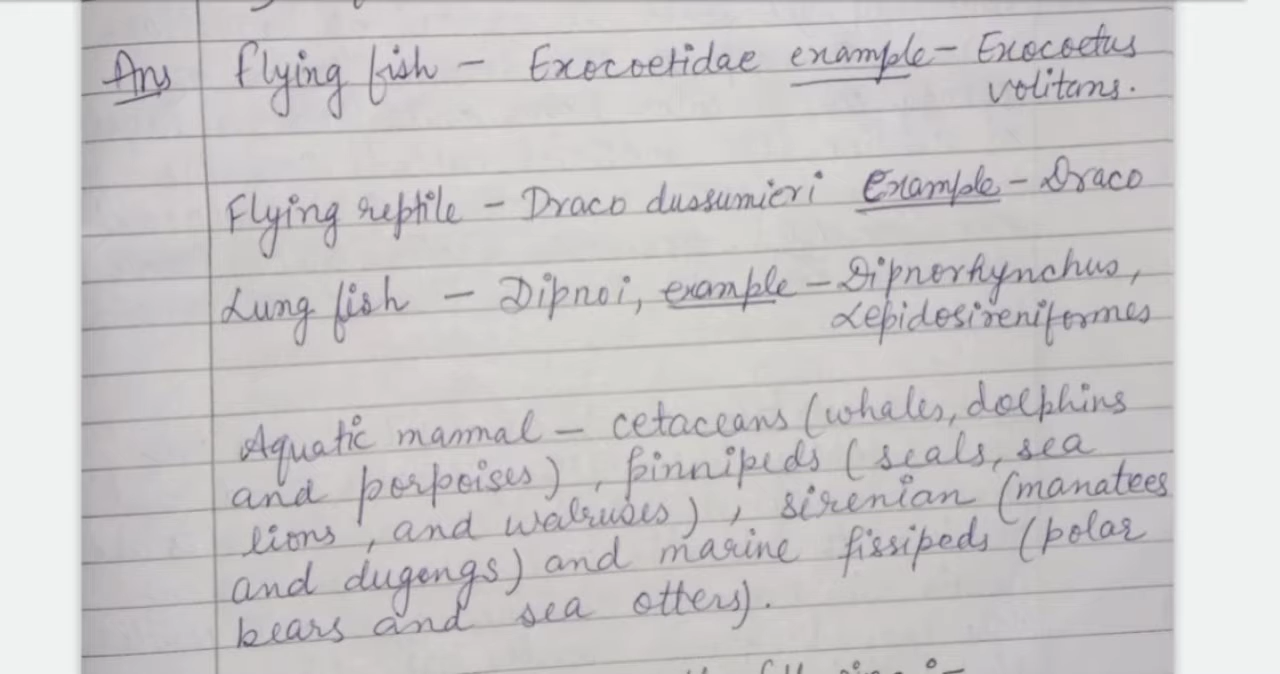 Ans Flying fish - Exocoetidae example - Exocoetus
volitans.
Flying reptile - Draco dussumieri Example - Draco
Lung fish - Dipnoi, example - Dipnorhynchus,
Lepidosireniformes
Aquatic mammal - cetaceans (whales, dolphins
and porpoises), pinnipeds (seals, sea
lions, and walruses), sirenian (manatees
and dugongs) and marine fissipeds (polar
bears and sea otters).